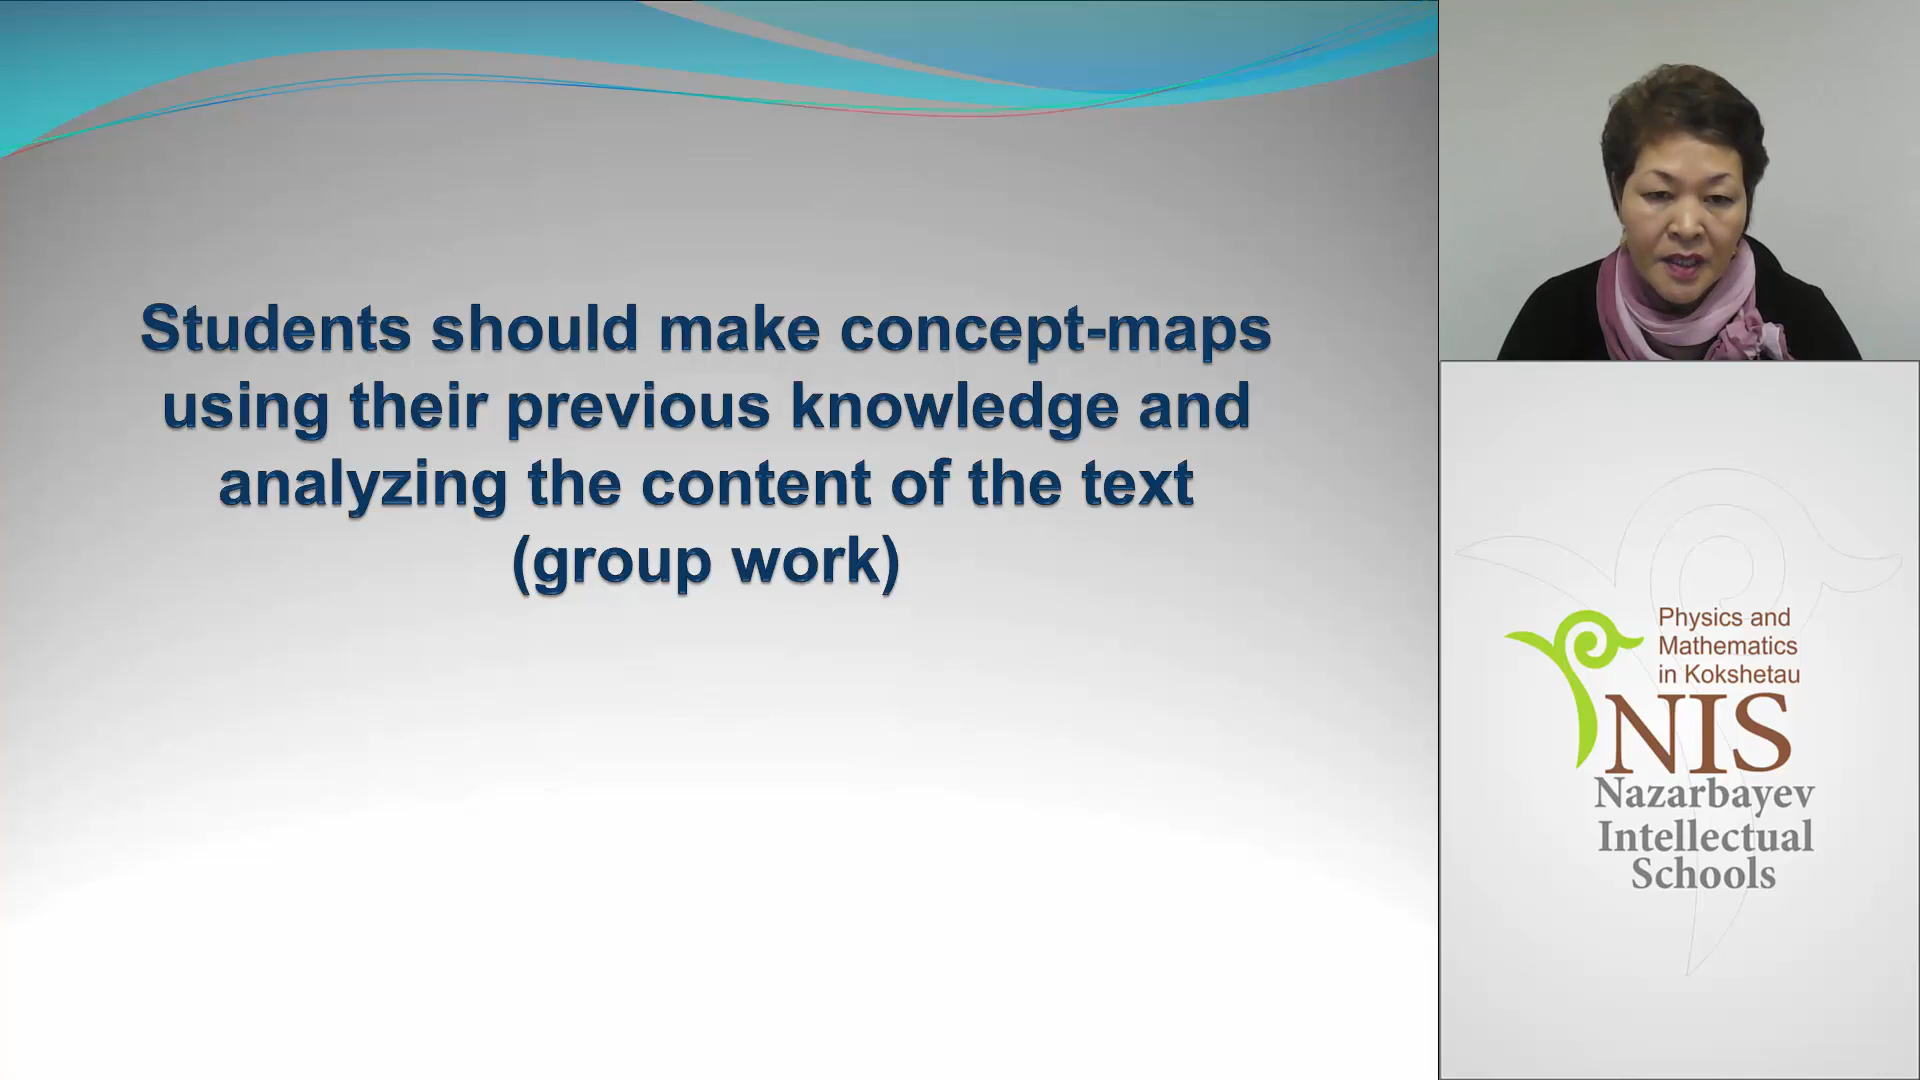 Students should make concept-maps
using their previous knowledge and
analyzing the content of the text
(group work)
Physics and
Mathematics
in Kokshetau
NIS
Nazarbayev
Intellectual
Schools